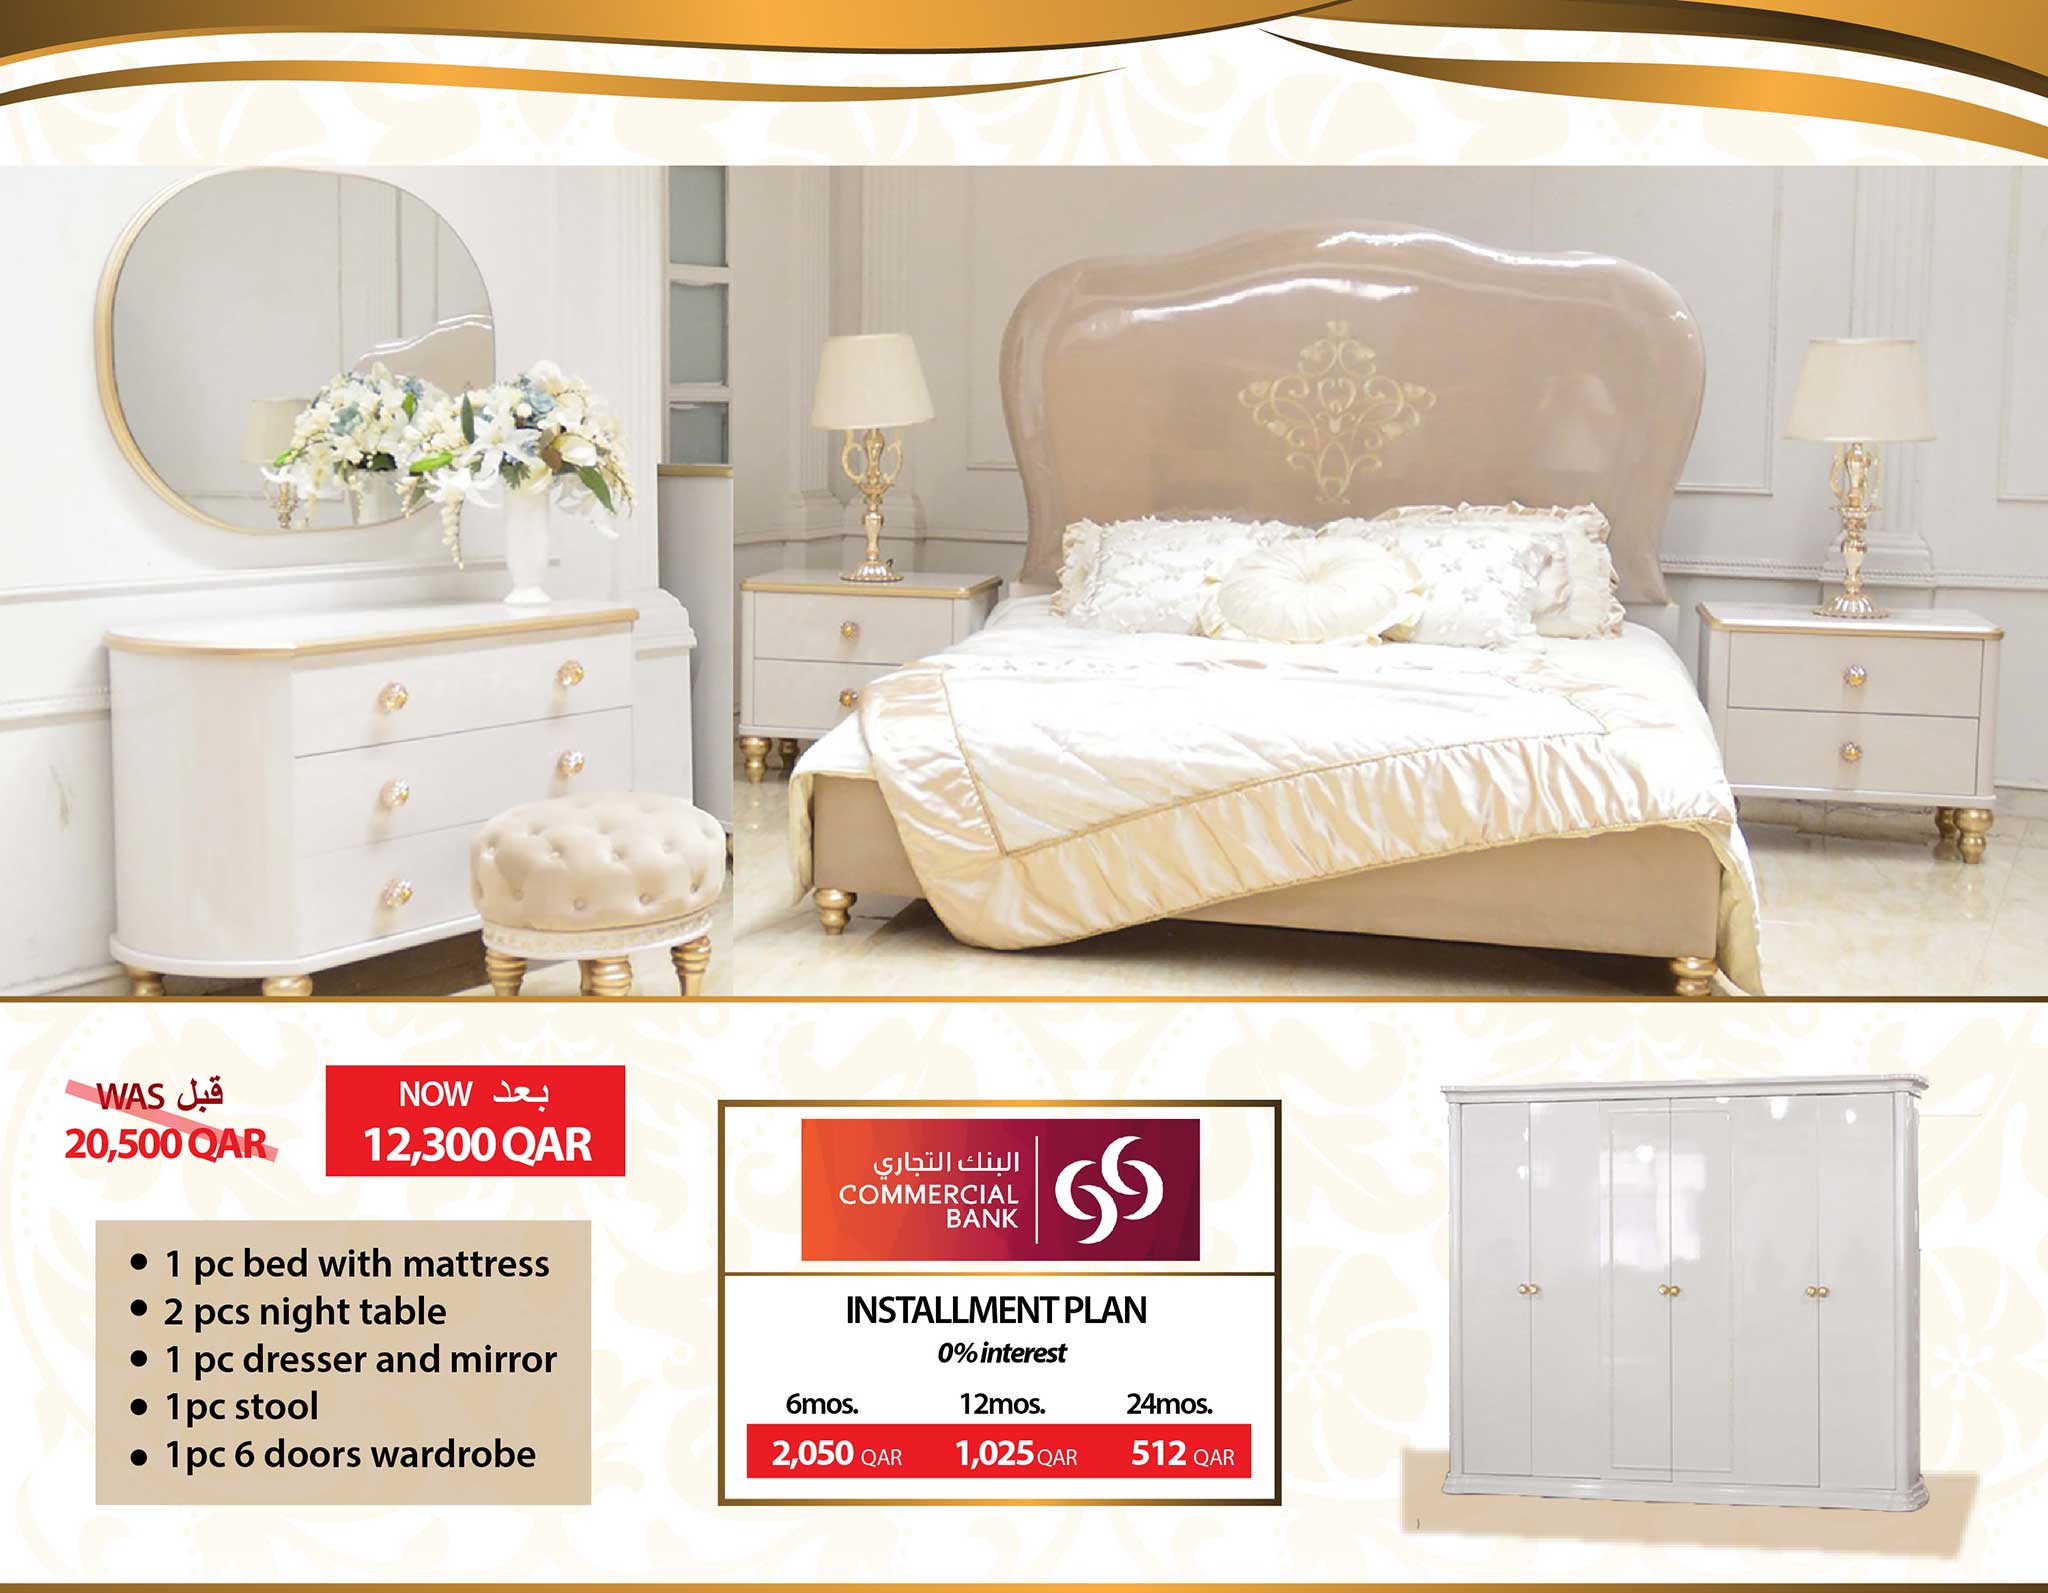 WAS قبل
20,500 QAR
NOW بعد
12,300 QAR
• 1 pc bed with mattress
• 2 pcs night table
• 1 pc dresser and mirror
• 1pc stool
• 1pc 6 doors wardrobe
البنك التجاري
COMMERCIAL
BANK
INSTALLMENT PLAN
0% interest
6mos. 12mos. 24mos.
2,050 QAR 1,025 QAR 512 QAR